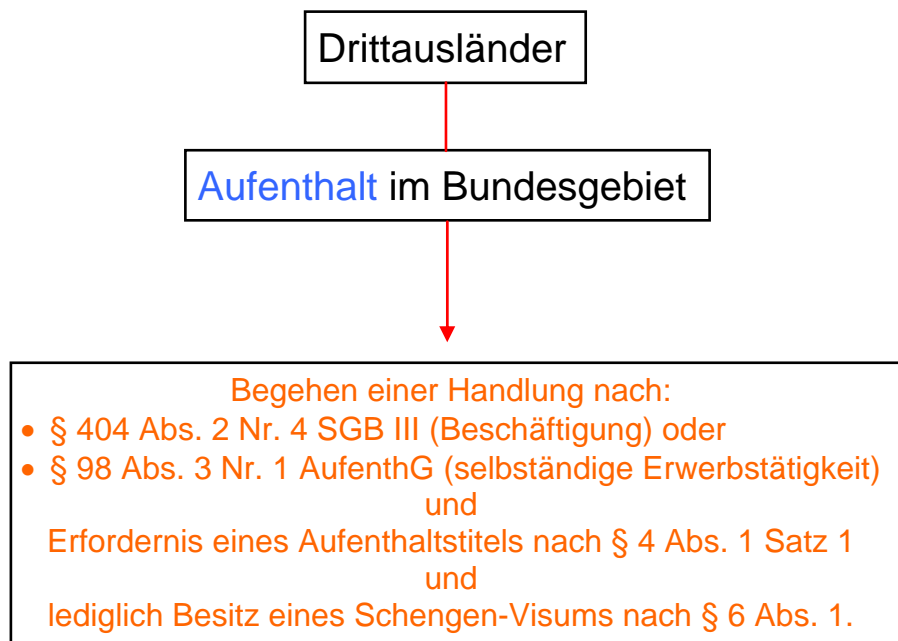 Drittausländer
Aufenthalt im Bundesgebiet
Begehen einer Handlung nach:
• § 404 Abs. 2 Nr. 4 SGB III (Beschäftigung) oder
• § 98 Abs. 3 Nr. 1 AufenthG (selbständige Erwerbstätigkeit)
und
Erfordernis eines Aufenthaltstitels nach § 4 Abs. 1 Satz 1
und
lediglich Besitz eines Schengen-Visums nach § 6 Abs. 1.